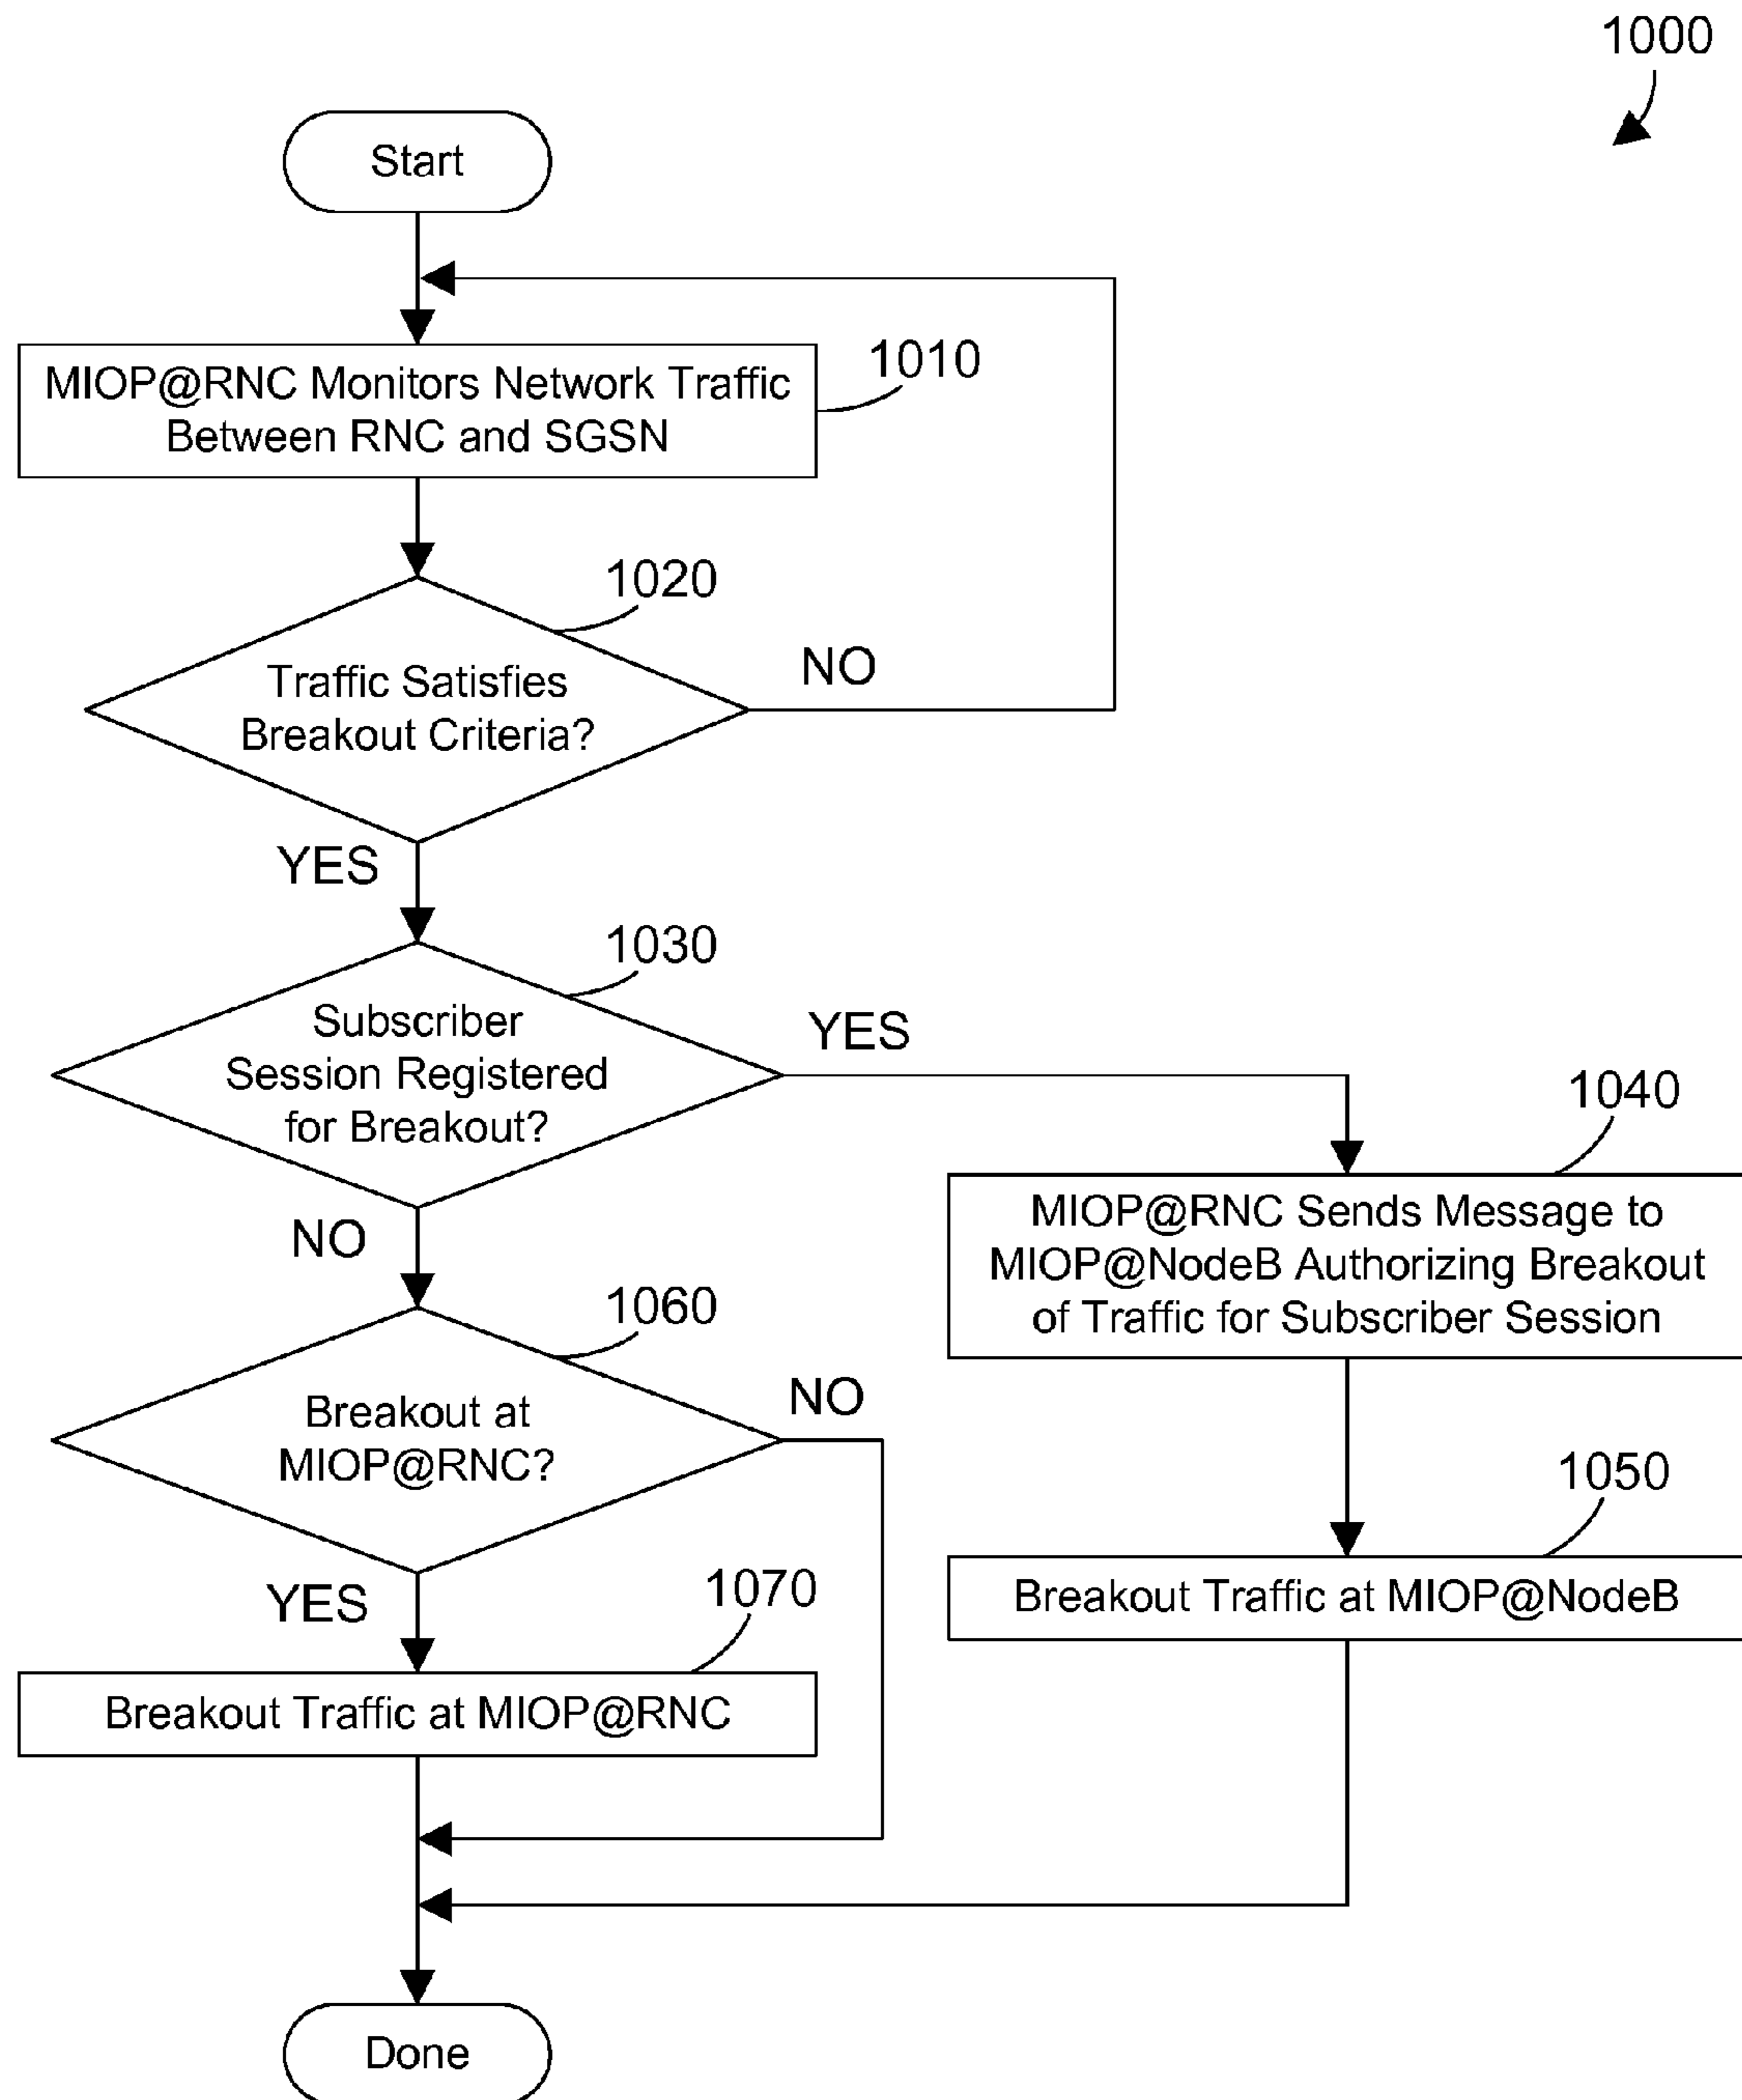 1000
Start
MIOP@RNC Monitors Network Traffic
Between RNC and SGSN
1010
1020
Traffic Satisfies
Breakout Criteria?
NO
YES
1030
Subscriber
Session Registered
for Breakout?
YES
NO
1040
MIOP@RNC Sends Message to
MIOP@NodeB Authorizing Breakout
of Traffic for Subscriber Session
1060
Breakout at
MIOP@RNC?
NO
YES
1050
Breakout Traffic at MIOP@NodeB
1070
Breakout Traffic at MIOP@RNC
Done